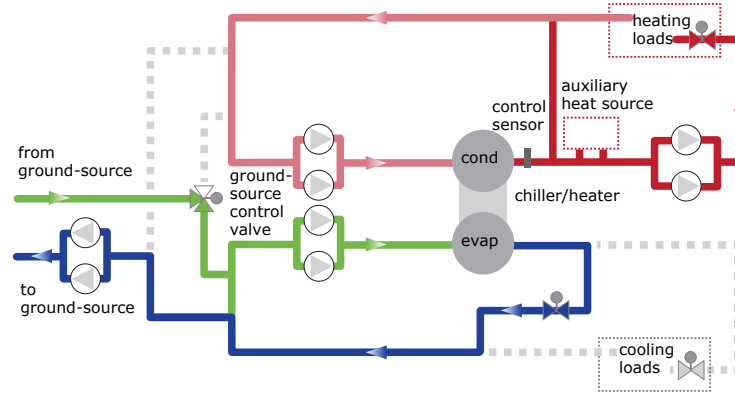 heating
loads
auxiliary
heat source
control
sensor
from
ground-source
cond
ground-
source
control
valve
chiller/heater
evap
to
ground-source
cooling
loads